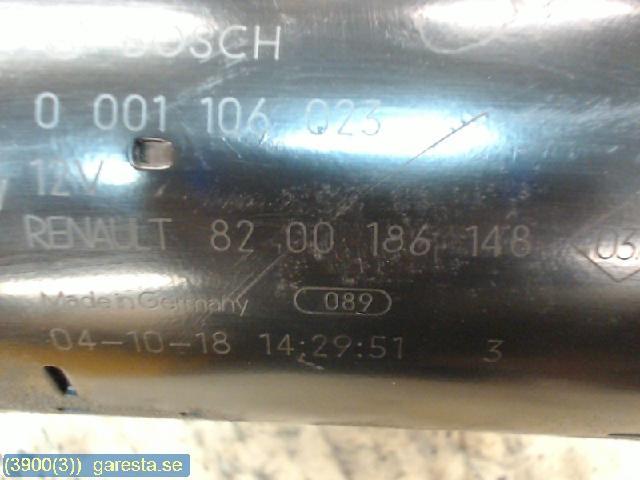 BOSCH
0 001 106 023
12V
RENAULT 82 00 186 148
Made in Germany 089
04-10-18 14:29:51 3
(3900(3)) garesta.se